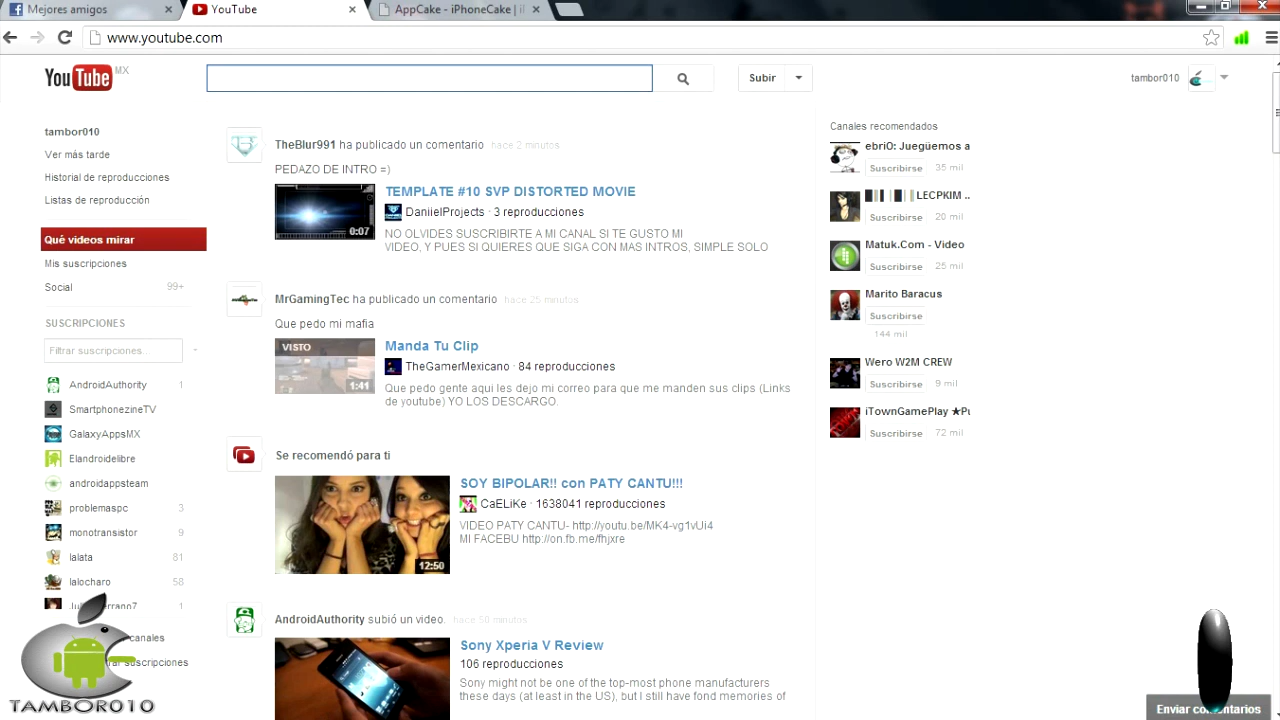 Mejores amigos
YouTube
AppCake - iPhoneCake | i
www.youtube.com
YouTube MX
Subir
tambor010
tambor010
Ver más tarde
Historial de reproducciones
Listas de reproducción
Qué videos mirar
Mis suscripciones
Social 99+
SUSCRIPCIONES
Filtrar suscripciones...
AndroidAuthority 1
SmartphonezineTV
GalaxyAppsMX
Elandroidelibre
androidappsteam
problemaspc 3
monotransistor 9
lalata 81
lalocharo 58
canales
suscripciones
TAMBOR010
TheBlur991 ha publicado un comentario hace 2 minutos
PEDAZO DE INTRO =)
0:07
TEMPLATE #10 SVP DISTORTED MOVIE
DaniielProjects · 3 reproducciones
NO OLVIDES SUSCRIBIRTE A MI CANAL SI TE GUSTO MI
VIDEO, Y PUES SI QUIERES QUE SIGA CON MAS INTROS, SIMPLE SOLO
MrGamingTec ha publicado un comentario hace 25 minutos
Que pedo mi mafia
VISTO
1:41
Manda Tu Clip
TheGamerMexicano · 84 reproducciones
Que pedo gente aqui les dejo mi correo para que me manden sus clips (Links
de youtube) YO LOS DESCARGO.
Se recomendó para ti
12:50
SOY BIPOLAR!! con PATY CANTU!!!
CaELiKe · 1638041 reproducciones
VIDEO PATY CANTU- http://youtu.be/MK4-vg1vUi4
MI FACEBU http://on.fb.me/fhjxre
AndroidAuthority subió un video. hace 50 minutos
Sony Xperia V Review
106 reproducciones
Sony might not be one of the top-most phone manufacturers
these days (at least in the US), but I still have fond memories of
Canales recomendados
ebriO: Juegüemos a
Suscribirse 35 mil
LECPKIM ..
Suscribirse 20 mil
Matuk.Com - Video
Suscribirse 25 mil
Marito Baracus
Suscribirse
144 mil
Wero W2M CREW
Suscribirse 9 mil
iTownGamePlay ★Pu
Suscribirse 72 mil
Enviar comentarios